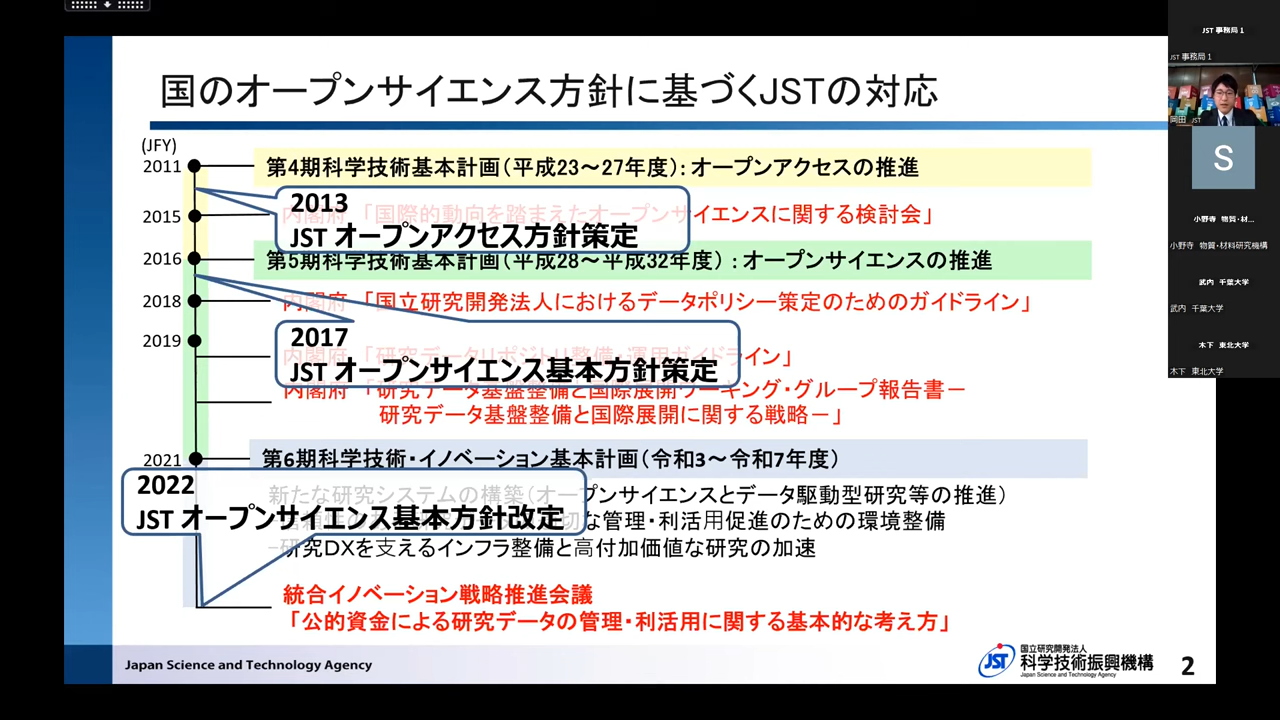 国のオープンサイエンス方針に基づくJSTの対応
(JFY)
2011
第4期科学技術基本計画(平成23～27年度):オープンアクセスの推進
2013
JST オープンアクセス方針策定
2015
内閣府 「国際的動向を踏まえたオープンサイエンスに関する検討会」
2016
第5期科学技術基本計画(平成28～平成32年度):オープンサイエンスの推進
2018
内閣府 「国立研究開発法人におけるデータポリシー策定のためのガイドライン」
2017
JST オープンサイエンス基本方針策定
2019
内閣府 「研究データリポジトリ整備・運用ガイドライン」
内閣府 「研究データ基盤整備と国際展開ワーキング・グループ報告書－
研究データ基盤整備と国際展開に関する戦略－」
2021
第6期科学技術・イノベーション基本計画(令和3～令和7年度)
2022
JST オープンサイエンス基本方針改定
新たな研究システムの構築(オープンサイエンスとデータ駆動型研究等の推進)
な管理・利活用促進のための環境整備
–研究DXを支えるインフラ整備と高付加価値な研究の加速
統合イノベーション戦略推進会議
「公的資金による研究データの管理・利活用に関する基本的な考え方」
Japan Science and Technology Agency
JST
国立研究開発法人
科学技術振興機構
Japan Science and Technology Agency
2
JST 事務局 1
JST 事務局 1
岡田 JST
S
小野寺 物質・材...
小野寺 物質・材料研究機構
武内 千葉大学
武内 千葉大学
木下 東北大学
木下 東北大学